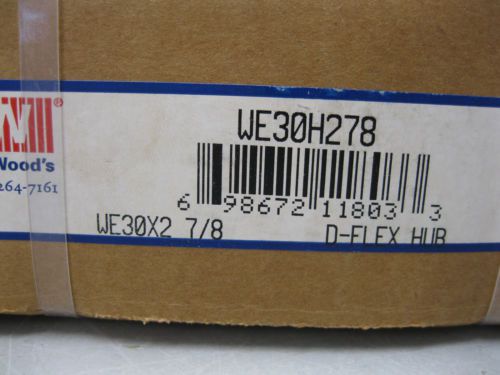 W®
Wood's
264-7161
WE30H278
6 98672 11803 3
WE30X2 7/8
D-FLEX HUB